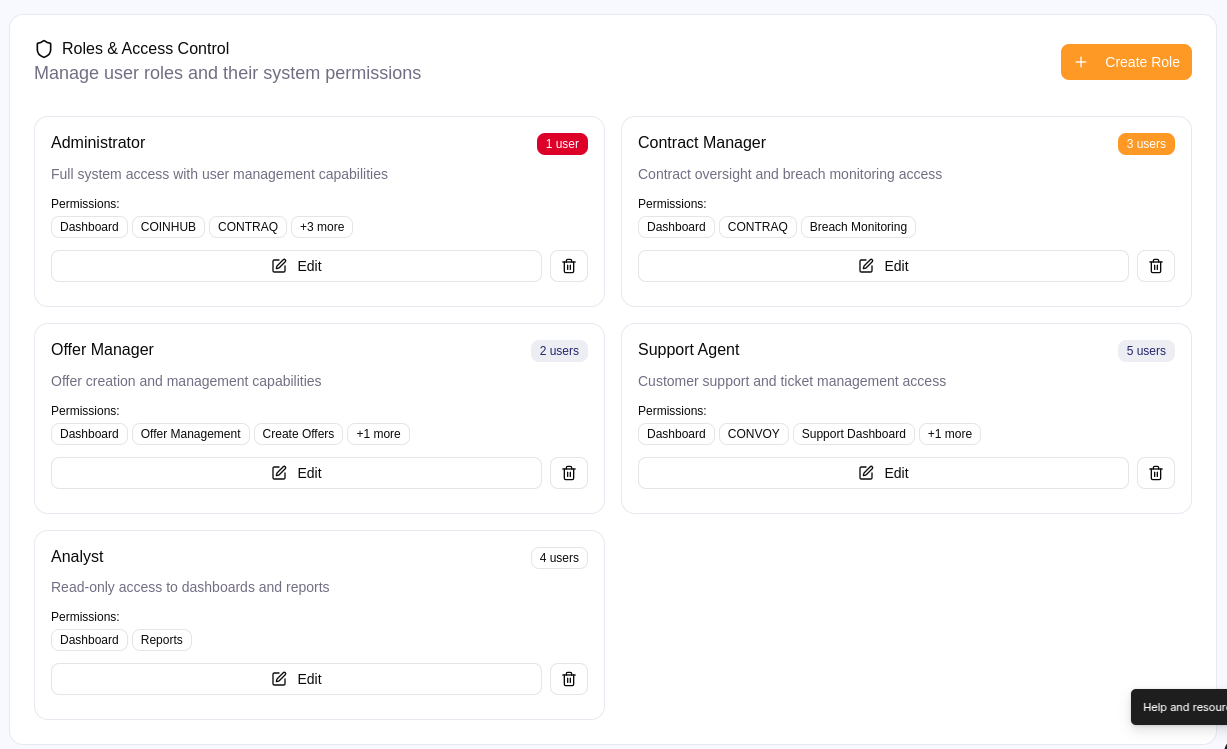 Roles & Access Control
Manage user roles and their system permissions
Create Role
Administrator
1 user
Full system access with user management capabilities
Permissions:
Dashboard COINHUB CONTRAQ +3 more
Edit
Contract Manager
3 users
Contract oversight and breach monitoring access
Permissions:
Dashboard CONTRAQ Breach Monitoring
Edit
Offer Manager
2 users
Offer creation and management capabilities
Permissions:
Dashboard Offer Management Create Offers +1 more
Edit
Support Agent
5 users
Customer support and ticket management access
Permissions:
Dashboard CONVOY Support Dashboard +1 more
Edit
Analyst
4 users
Read-only access to dashboards and reports
Permissions:
Dashboard Reports
Edit
Help and